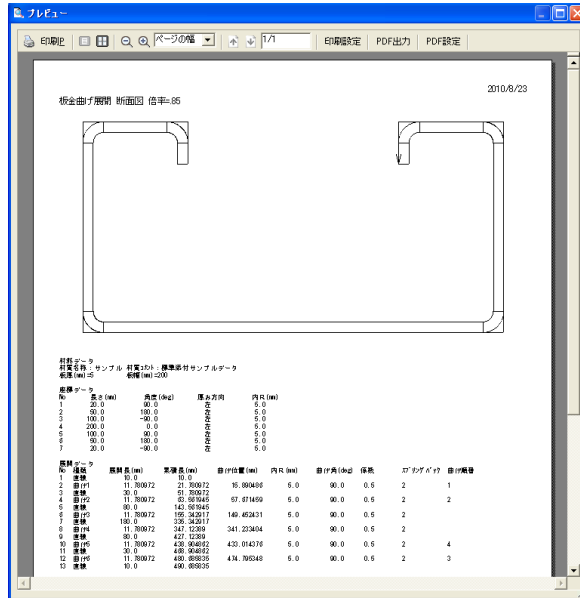 プレビュー
印刷P ページの幅 1/1 印刷設定 PDF出力 PDF設定
2010/8/23
板金曲げ展開 断面図 倍率=.85
材料データ
材質名称：サンプル 材質コメント：標準添付サンプルデータ
板厚(mm)=5 板幅(mm)=200
座標データ
No 長さ(mm) 角度(deg) 厚み方向 内R(mm)
1 20.0 90.0 左 5.0
2 50.0 180.0 左 5.0
3 100.0 -90.0 左 5.0
4 200.0 0.0 左 5.0
5 100.0 90.0 左 5.0
6 50.0 180.0 左 5.0
7 20.0 -90.0 左 5.0
展開データ
No 種類 展開長(mm) 累積長(mm) 曲げ位置(mm) 内R(mm) 曲げ角(deg) 係数 スプリングバック 曲げ順番
1 直線 10.0 10.0
2 曲げ1 11.780972 21.780972 15.890486 5.0 90.0 0.5 2 1
3 直線 30.0 51.780972
4 曲げ2 11.780972 63.561945 57.671459 5.0 90.0 0.5 2 2
5 直線 80.0 143.561945
6 曲げ3 11.780972 155.342917 149.452431 5.0 90.0 0.5 2
7 直線 180.0 335.342917
8 曲げ4 11.780972 347.12389 341.233404 5.0 90.0 0.5 2
9 直線 80.0 427.12389
10 曲げ5 11.780972 438.904862 433.014376 5.0 90.0 0.5 2 4
11 直線 30.0 468.904862
12 曲げ6 11.780972 480.685835 474.795348 5.0 90.0 0.5 2 3
13 直線 10.0 490.685835